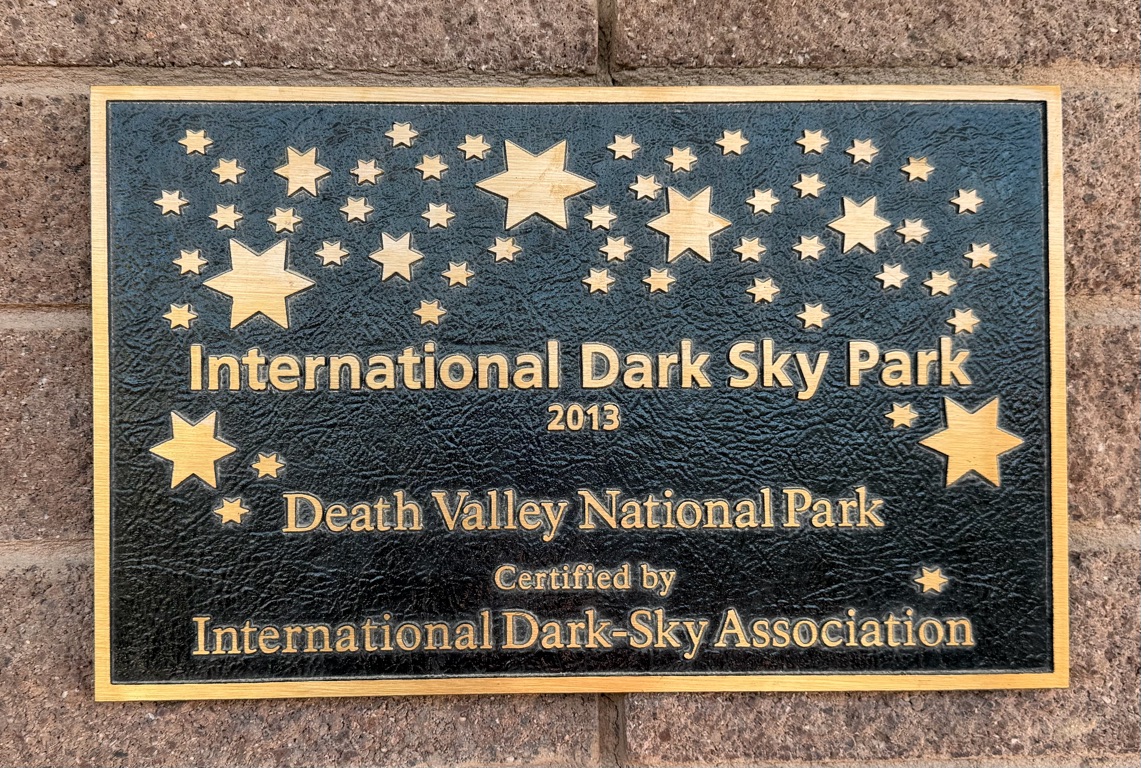 International Dark Sky Park
2013
Death Valley National Park
Certified by
International Dark-Sky Association